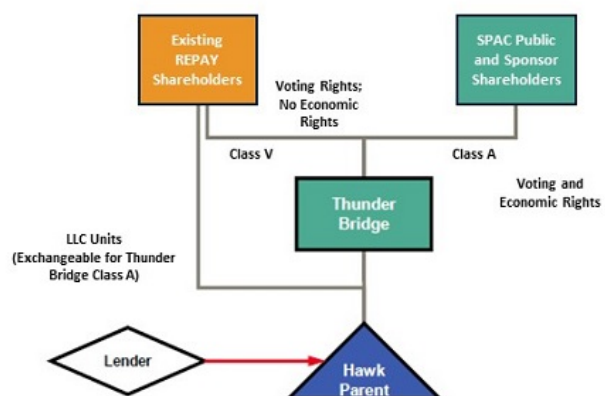 Existing
REPAY
Shareholders
SPAC Public
and Sponsor
Shareholders
Voting Rights;
No Economic
Rights
Class V
Class A
Thunder
Bridge
Voting and
Economic Rights
LLC Units
(Exchangeable for Thunder
Bridge Class A)
Lender
Hawk
Parent